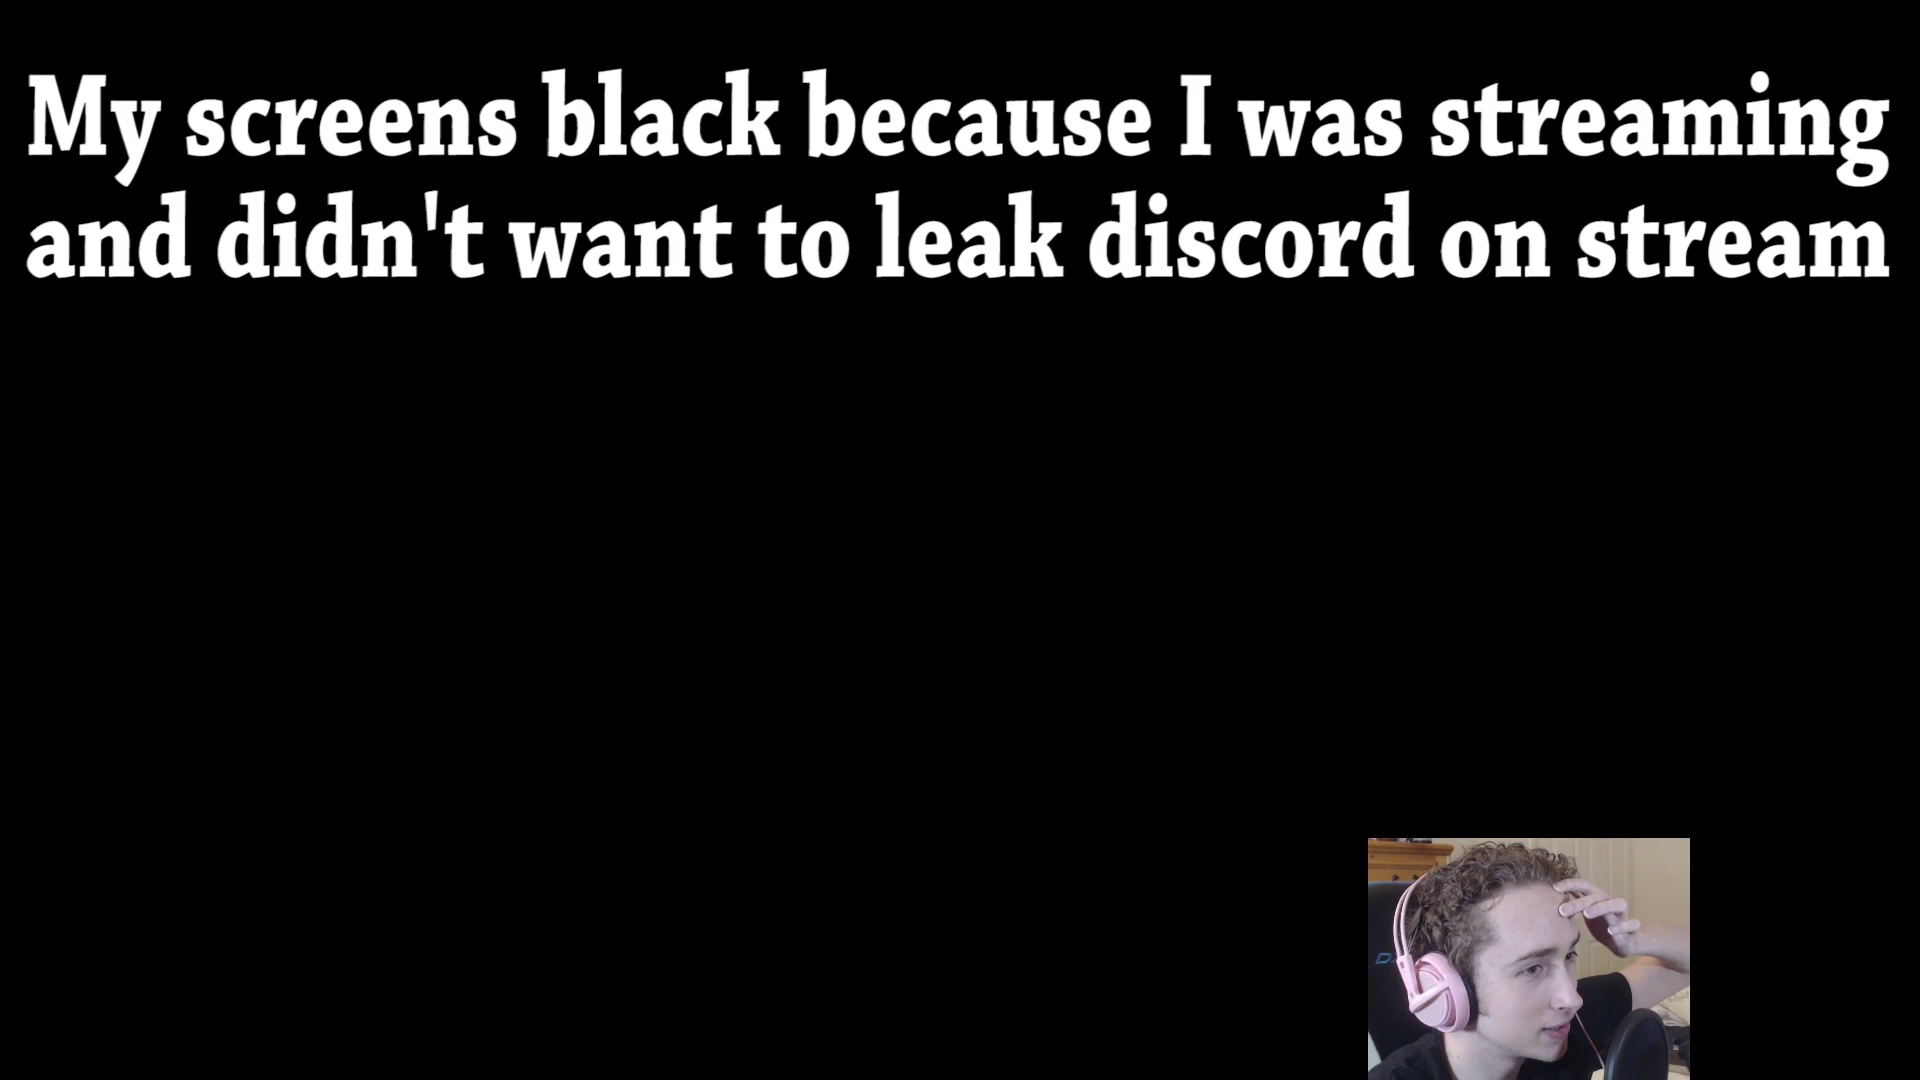 My screens black because I was streaming
and didn't want to leak discord on stream